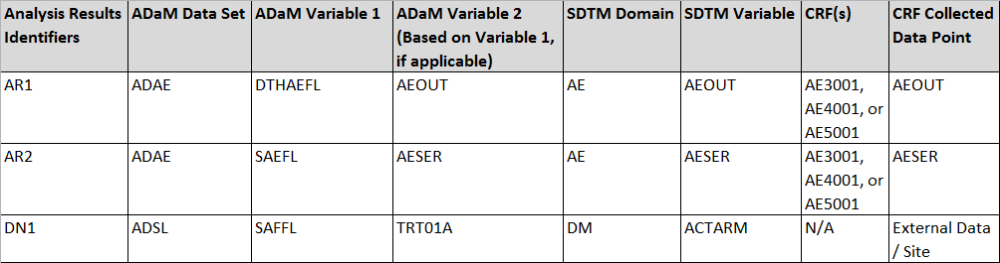 Analysis Results Identifiers | ADaM Data Set | ADaM Variable 1 | ADaM Variable 2 (Based on Variable 1, if applicable) | SDTM Domain | SDTM Variable | CRF(s) | CRF Collected Data Point
AR1 | ADAE | DTHAEFL | AEOUT | AE | AEOUT | AE3001, AE4001, or AE5001 | AEOUT
AR2 | ADAE | SAEFL | AESER | AE | AESER | AE3001, AE4001, or AE5001 | AESER
DN1 | ADSL | SAFFL | TRT01A | DM | ACTARM | N/A | External Data / Site